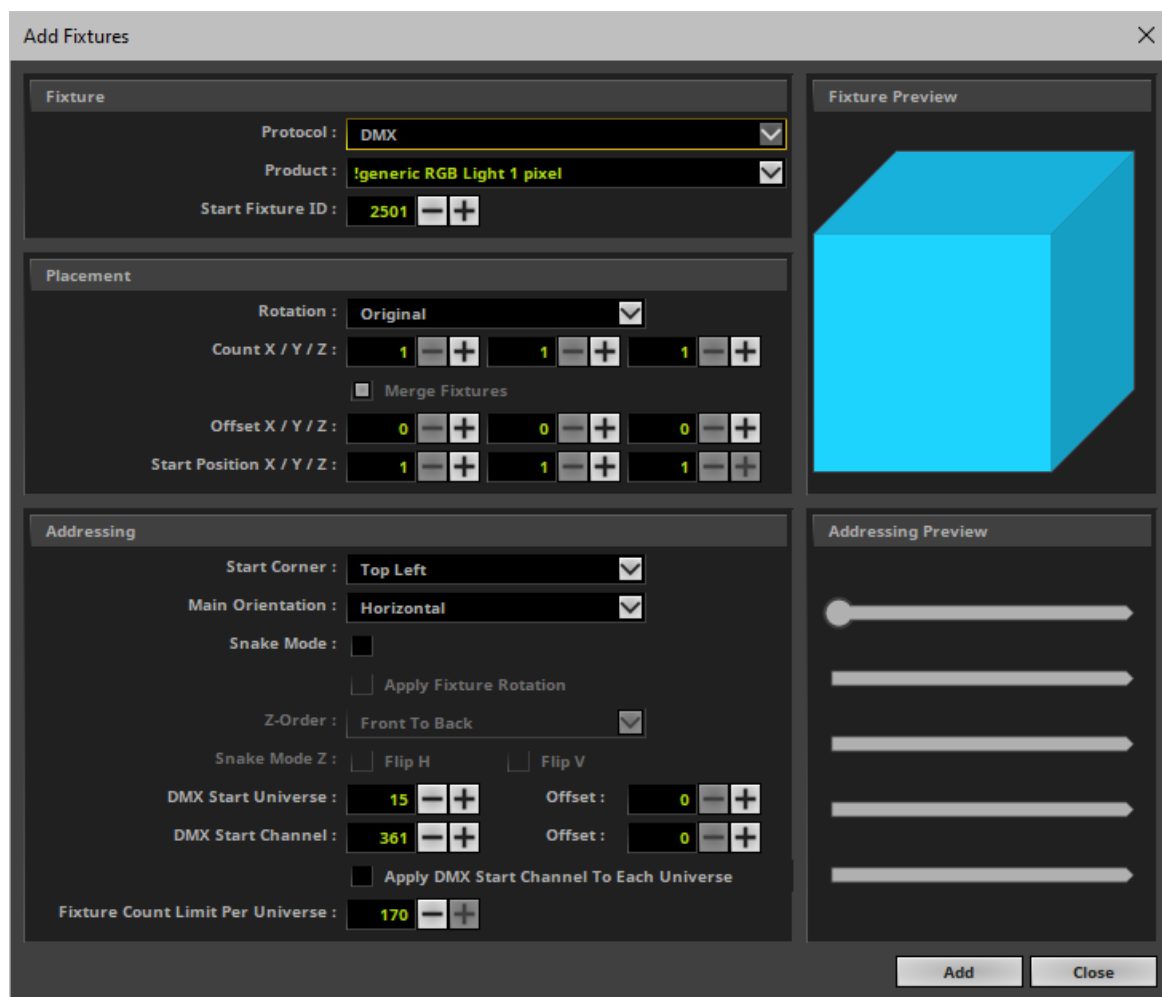 Add Fixtures
Fixture
Protocol : DMX
Product : !generic RGB Light 1 pixel
Start Fixture ID : 2501
Placement
Rotation : Original
Count X / Y / Z : 1 1 1
Merge Fixtures
Offset X / Y / Z : 0 0 0
Start Position X / Y / Z : 1 1 1
Addressing
Start Corner : Top Left
Main Orientation : Horizontal
Snake Mode :
Apply Fixture Rotation
Z-Order : Front To Back
Snake Mode Z : Flip H Flip V
DMX Start Universe : 15 Offset : 0
DMX Start Channel : 361 Offset : 0
Apply DMX Start Channel To Each Universe
Fixture Count Limit Per Universe : 170
Fixture Preview
Addressing Preview
Add Close